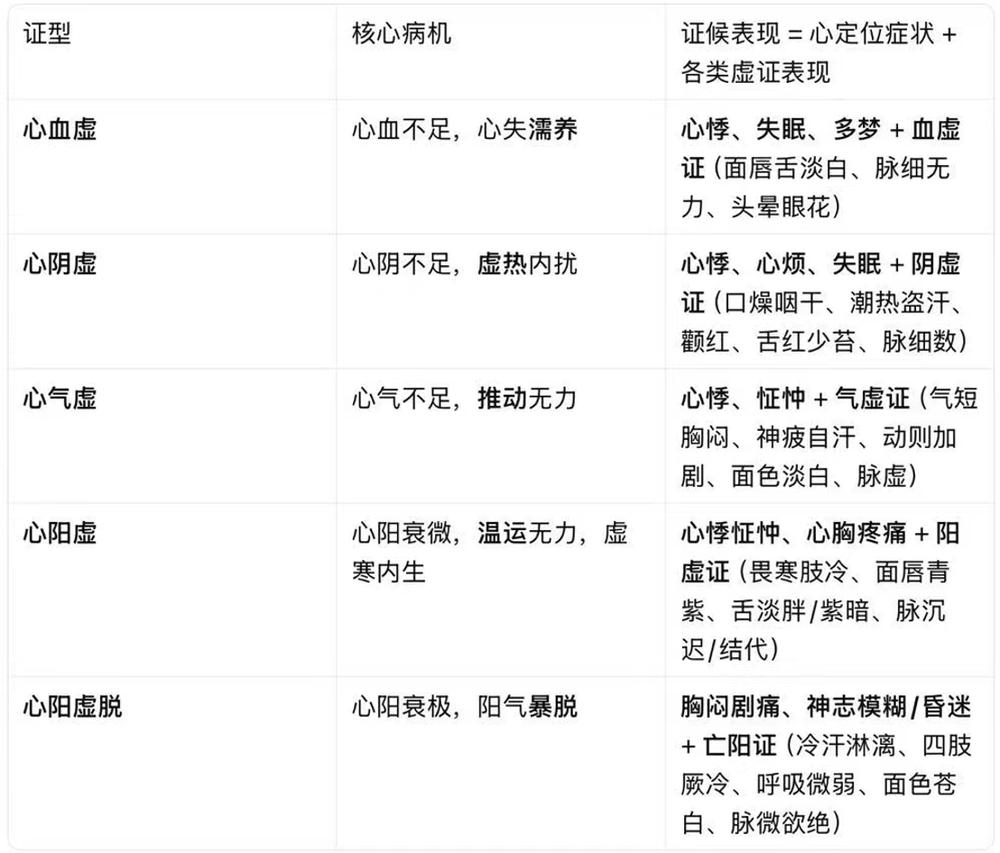 证型
核心病机
证候表现 = 心定位症状 +
各类虚证表现
心血虚
心血不足，心失濡养
心悸、失眠、多梦 + 血虚
证（面唇舌淡白、脉细无
力、头晕眼花）
心阴虚
心阴不足，虚热内扰
心悸、心烦、失眠 + 阴虚
证（口燥咽干、潮热盗汗、
颧红、舌红少苔、脉细数）
心气虚
心气不足，推动无力
心悸、怔忡 + 气虚证（气短
胸闷、神疲自汗、动则加
剧、面色淡白、脉虚）
心阳虚
心阳衰微，温运无力，虚
寒内生
心悸怔忡、心胸疼痛 + 阳
虚证（畏寒肢冷、面唇青
紫、舌淡胖/紫暗、脉沉
迟/结代）
心阳虚脱
心阳衰极，阳气暴脱
胸闷剧痛、神志模糊/昏迷
+ 亡阳证（冷汗淋漓、四肢
厥冷、呼吸微弱、面色苍
白、脉微欲绝）